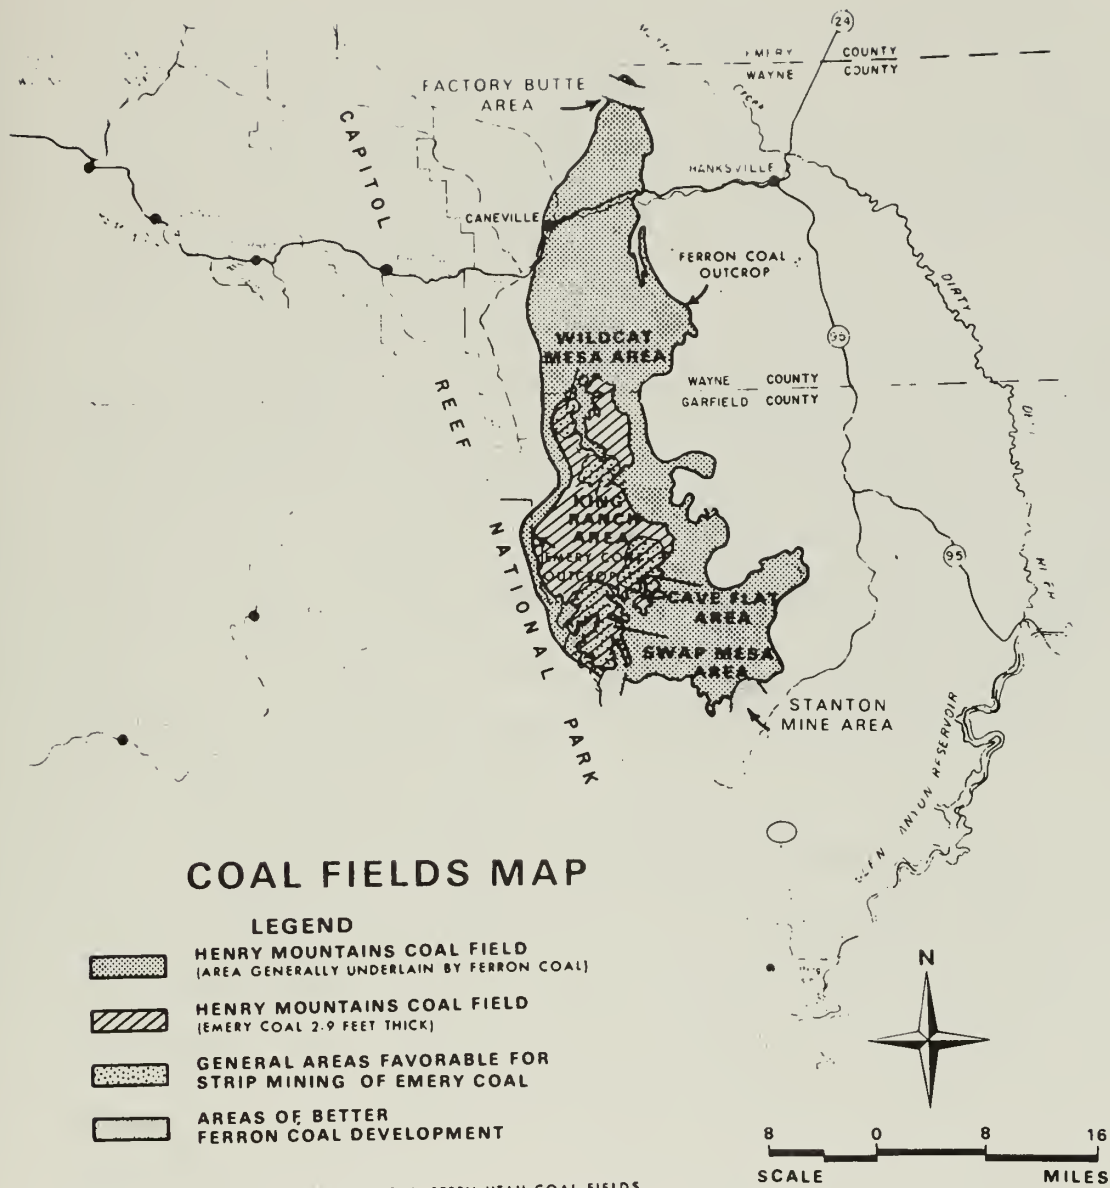 24
EMERY COUNTY
WAYNE COUNTY
FACTORY BUTTE
AREA
CAPITOL
HANKSVILLE
CANEVILLE
FERRON COAL
OUTCROP
DIRTY
95
WILDCAT
MESA AREA
WAYNE COUNTY
GARFIELD COUNTY
REEF
KING
RANCH
AREA
NATIONAL
95
CAVE FLAT
AREA
SWAP MESA
AREA
STANTON
MINE AREA
PARK
RESERVOIR
COAL FIELDS MAP
LEGEND
HENRY MOUNTAINS COAL FIELD
(AREA GENERALLY UNDERLAIN BY FERRON COAL)
HENRY MOUNTAINS COAL FIELD
(EMERY COAL 2-9 FEET THICK)
GENERAL AREAS FAVORABLE FOR
STRIP MINING OF EMERY COAL
AREAS OF BETTER
FERRON COAL DEVELOPMENT
N
8 0 8 16
SCALE MILES
UTAH COAL FIELDS